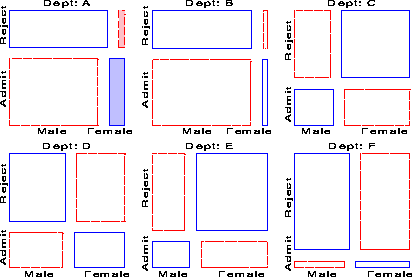 Dept: A
Reject
Admit
Male Female
Dept: B
Reject
Admit
Male Female
Dept: C
Reject
Admit
Male Female
Dept: D
Reject
Admit
Male Female
Dept: E
Reject
Admit
Male Female
Dept: F
Reject
Admit
Male Female